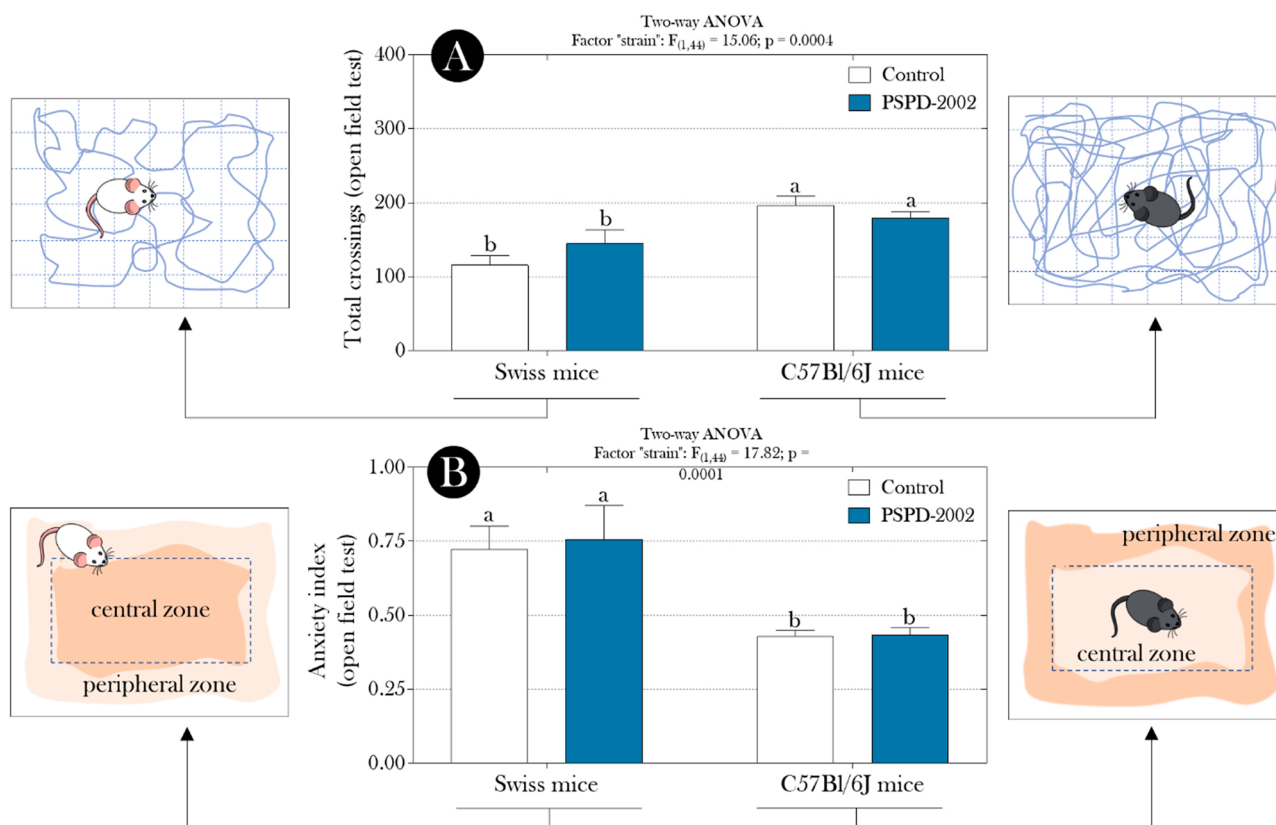 Two-way ANOVA
Factor "strain": F(1,44) = 15.06; p = 0.0004
A
Total crossings (open field test)
400
300
200
100
0
Control
PSPD-2002
b
b
a
a
Swiss mice
C57Bl/6J mice
Two-way ANOVA
Factor "strain": F(1,44) = 17.82; p =
0.0001
B
Anxiety index
(open field test)
1.00
0.75
0.50
0.25
0.00
Control
PSPD-2002
a
a
b
b
Swiss mice
C57Bl/6J mice
central zone
peripheral zone
peripheral zone
central zone